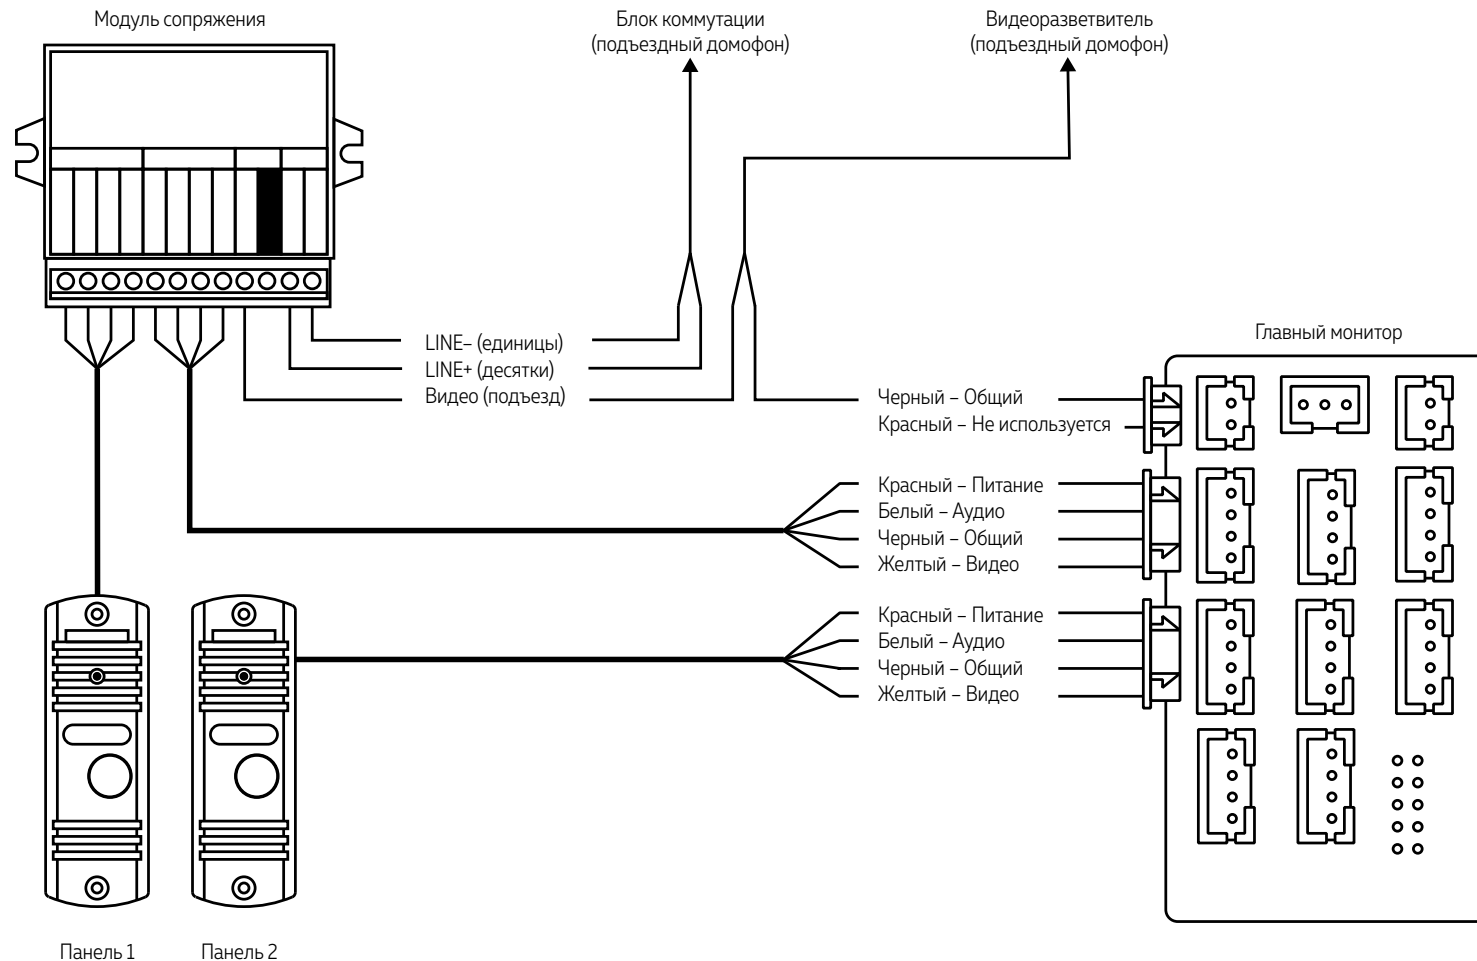 Модуль сопряжения
Блок коммутации
(подъездный домофон)
Видеоразветвитель
(подъездный домофон)
LINE– (единицы)
LINE+ (десятки)
Видео (подъезд)
Главный монитор
Черный – Общий
Красный – Не используется
Красный – Питание
Белый – Аудио
Черный – Общий
Желтый – Видео
Красный – Питание
Белый – Аудио
Черный – Общий
Желтый – Видео
Панель 1
Панель 2